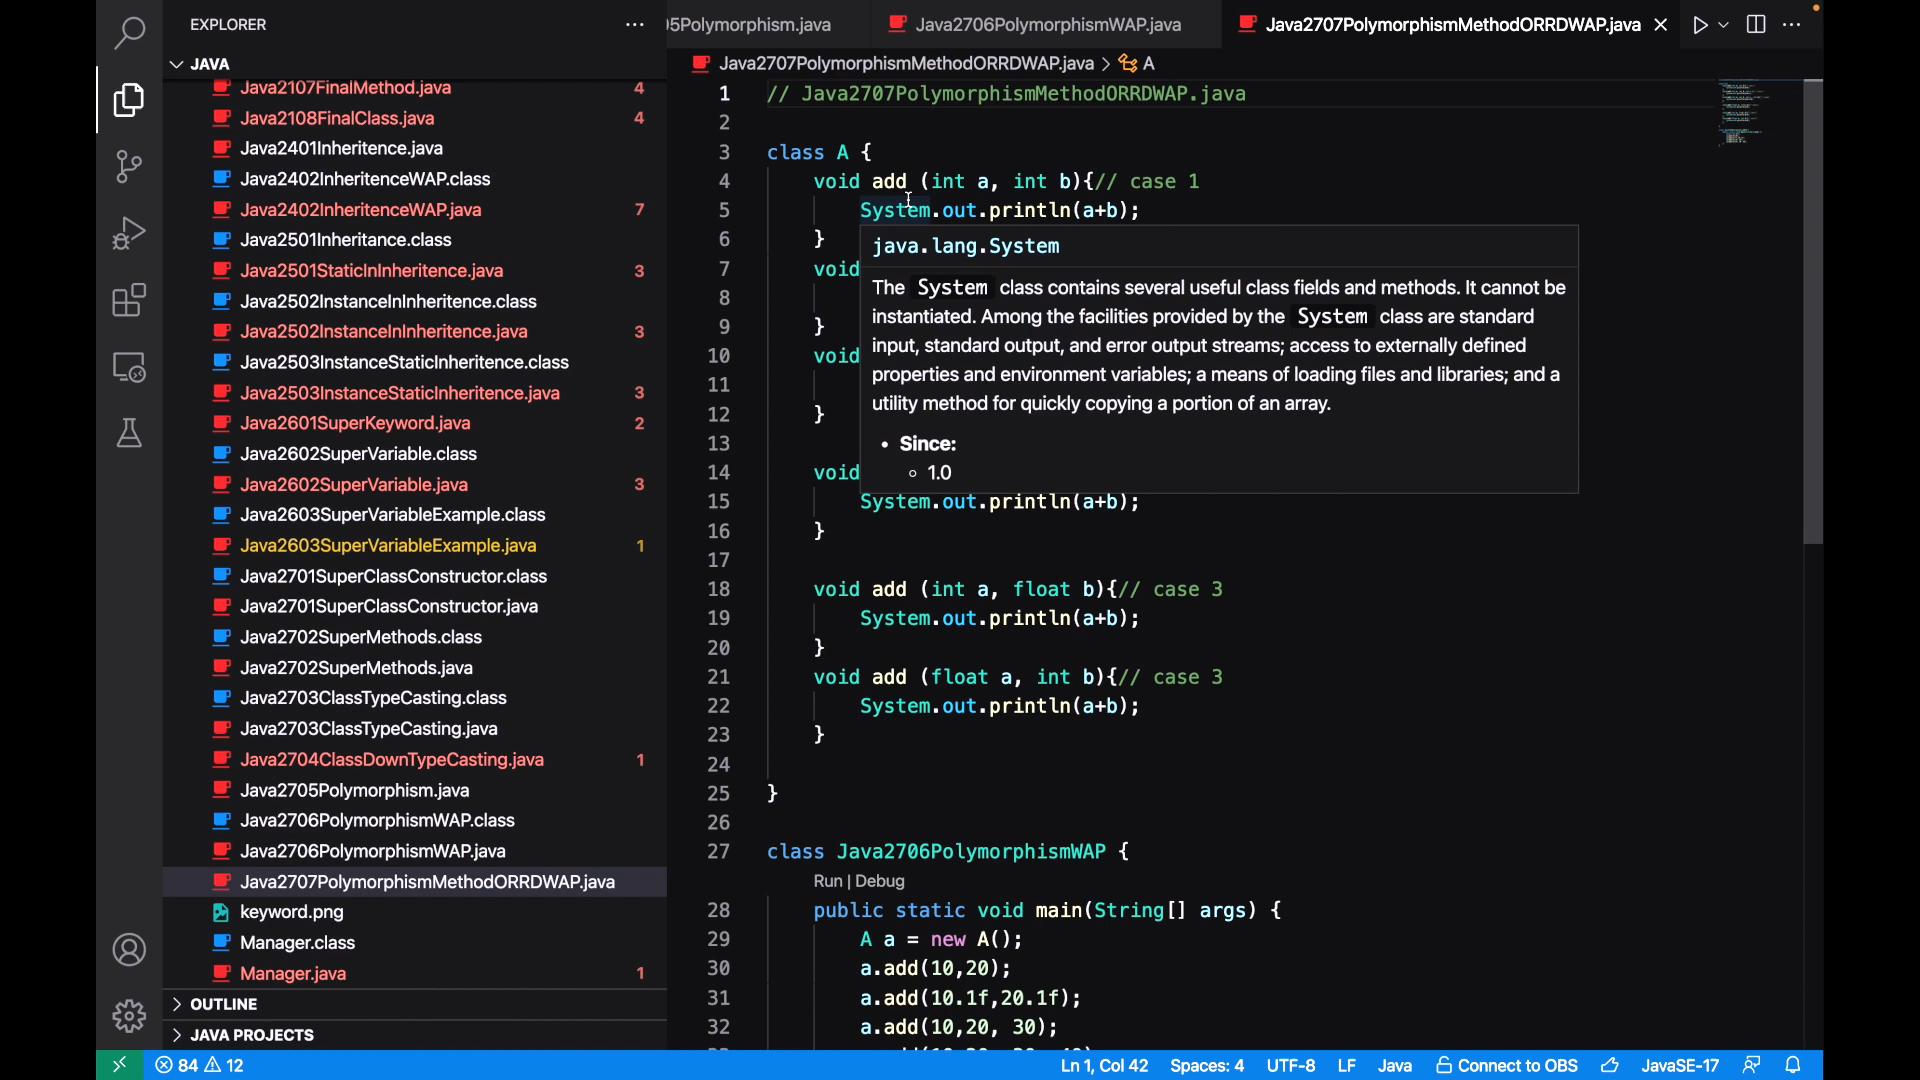 EXPLORER
JAVA
Java2107FinalMethod.java 4
Java2108FinalClass.java 4
Java2401Inheritence.java
Java2402InheritenceWAP.class
Java2402InheritenceWAP.java 7
Java2501Inheritance.class
Java2501StaticInInheritence.java 3
Java2502InstanceInInheritence.class
Java2502InstanceInInheritence.java 3
Java2503InstanceStaticInheritence.class
Java2503InstanceStaticInheritence.java 3
Java2601SuperKeyword.java 2
Java2602SuperVariable.class
Java2602SuperVariable.java 3
Java2603SuperVariableExample.class
Java2603SuperVariableExample.java 1
Java2701SuperClassConstructor.class
Java2701SuperClassConstructor.java
Java2702SuperMethods.class
Java2702SuperMethods.java
Java2703ClassTypeCasting.class
Java2703ClassTypeCasting.java
Java2704ClassDownTypeCasting.java 1
Java2705Polymorphism.java
Java2706PolymorphismWAP.class
Java2706PolymorphismWAP.java
Java2707PolymorphismMethodORRDWAP.java
keyword.png
Manager.class
Manager.java 1
OUTLINE
JAVA PROJECTS
05Polymorphism.java Java2706PolymorphismWAP.java Java2707PolymorphismMethodORRDWAP.java
Java2707PolymorphismMethodORRDWAP.java > A
1 // Java2707PolymorphismMethodORRDWAP.java
2
3 class A {
4 void add (int a, int b){// case 1
5 System.out.println(a+b);
6 }
7 void
8
9 }
10 void
11
12 }
13
14 void
15 System.out.println(a+b);
16 }
17
18 void add (int a, float b){// case 3
19 System.out.println(a+b);
20 }
21 void add (float a, int b){// case 3
22 System.out.println(a+b);
23 }
24
25 }
26
27 class Java2706PolymorphismWAP {
Run | Debug
28 public static void main(String[] args) {
29 A a = new A();
30 a.add(10,20);
31 a.add(10.1f,20.1f);
32 a.add(10,20, 30);
java.lang.System
The System class contains several useful class fields and methods. It cannot be
instantiated. Among the facilities provided by the System class are standard
input, standard output, and error output streams; access to externally defined
properties and environment variables; a means of loading files and libraries; and a
utility method for quickly copying a portion of an array.
Since:
1.0
84 12 Ln 1, Col 42 Spaces: 4 UTF-8 LF Java Connect to OBS JavaSE-17